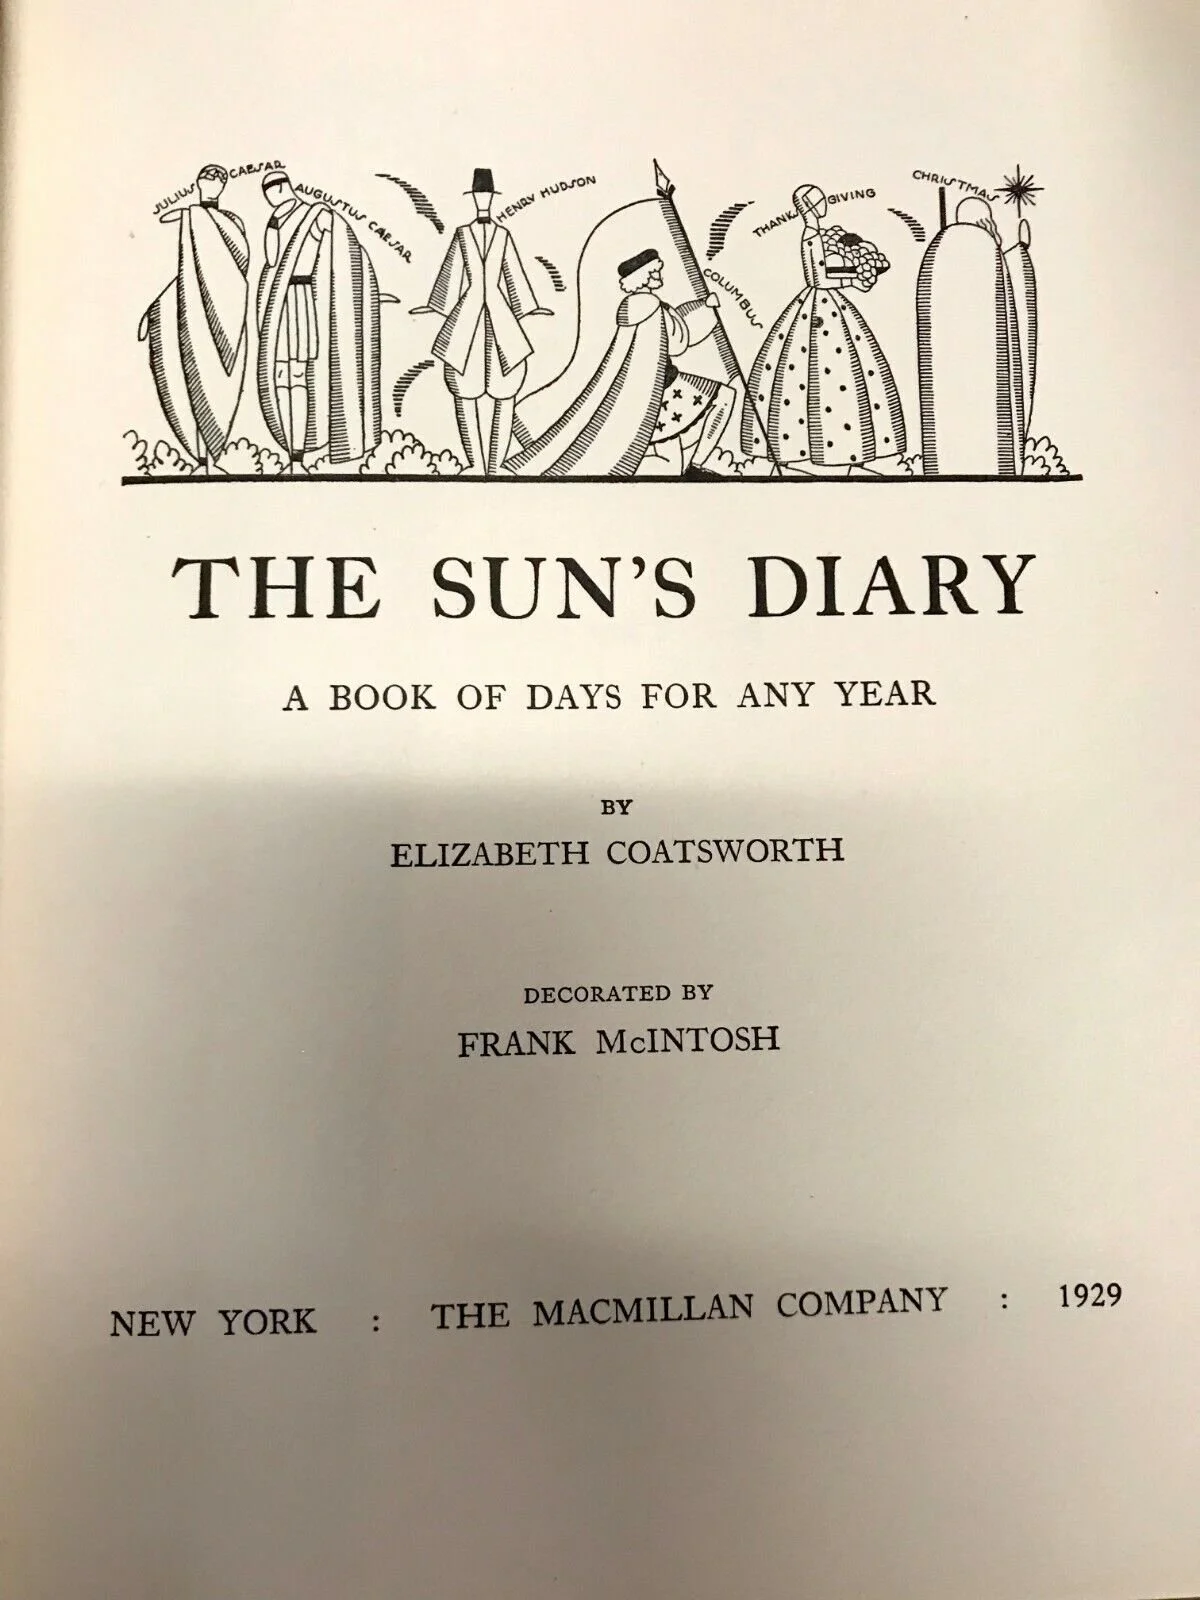 JULIUS CAESAR
AUGUSTUS CAESAR
HENRY HUDSON
COLUMBUS
THANKSGIVING
CHRISTMAS
THE SUN'S DIARY
A BOOK OF DAYS FOR ANY YEAR
BY
ELIZABETH COATSWORTH
DECORATED BY
FRANK McINTOSH
NEW YORK : THE MACMILLAN COMPANY : 1929